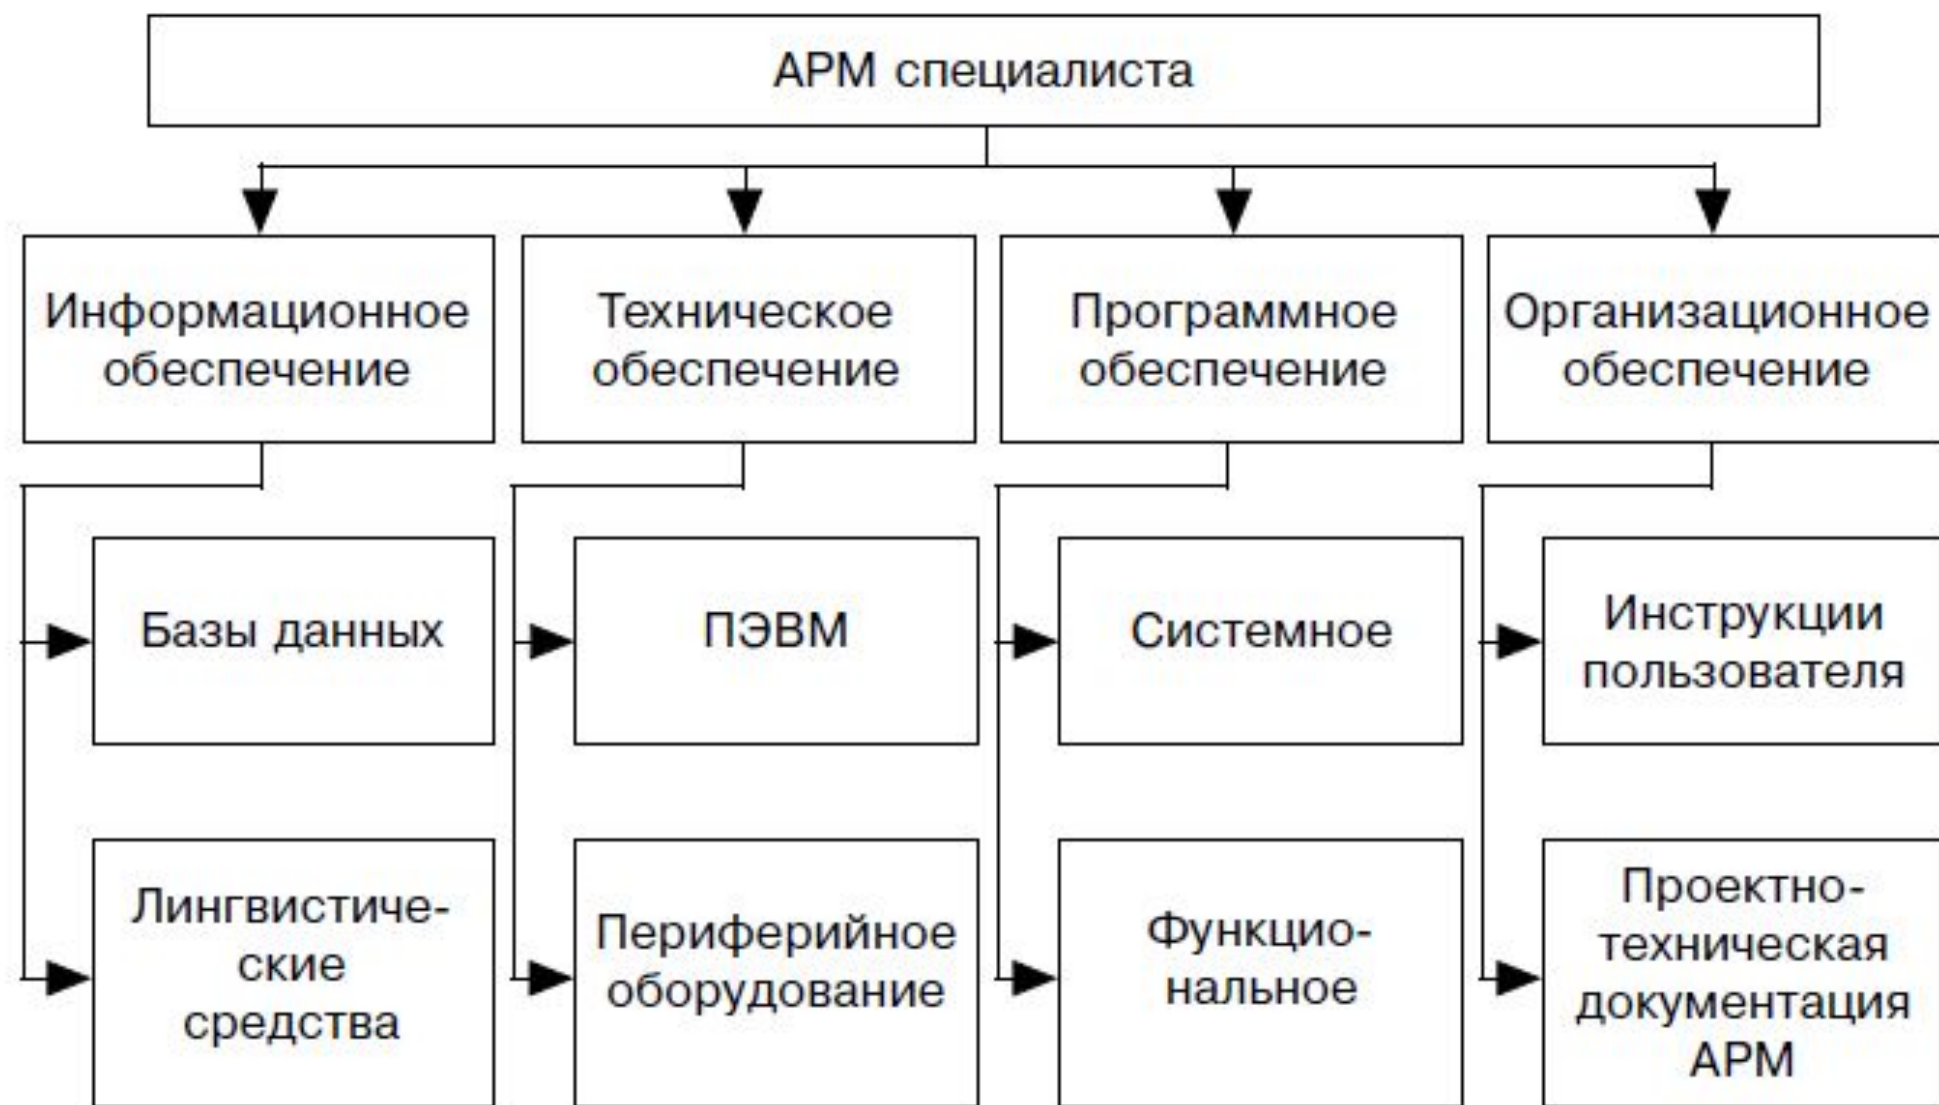 АРМ специалиста
Информационное
обеспечение
Техническое
обеспечение
Программное
обеспечение
Организационное
обеспечение
Базы данных
ПЭВМ
Системное
Инструкции
пользователя
Лингвистиче-
ские
средства
Периферийное
оборудование
Функцио-
нальное
Проектно-
техническая
документация
АРМ